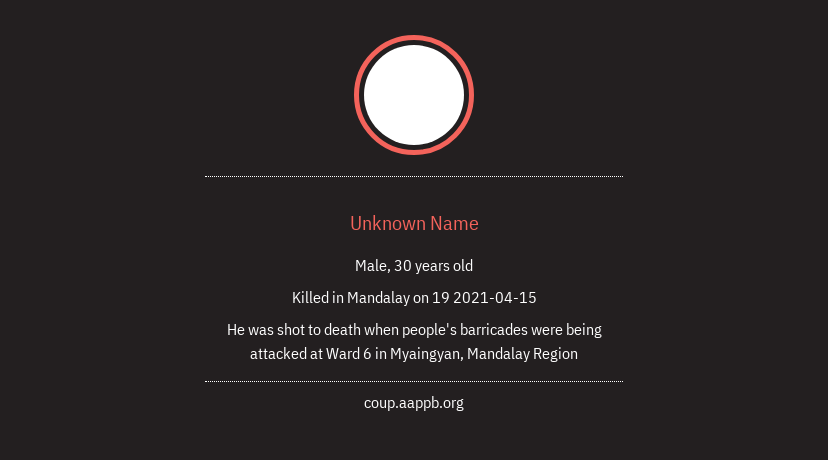 Unknown Name
Male, 30 years old
Killed in Mandalay on 19 2021-04-15
He was shot to death when people's barricades were being
attacked at Ward 6 in Myaingyan, Mandalay Region
coup.aappb.org